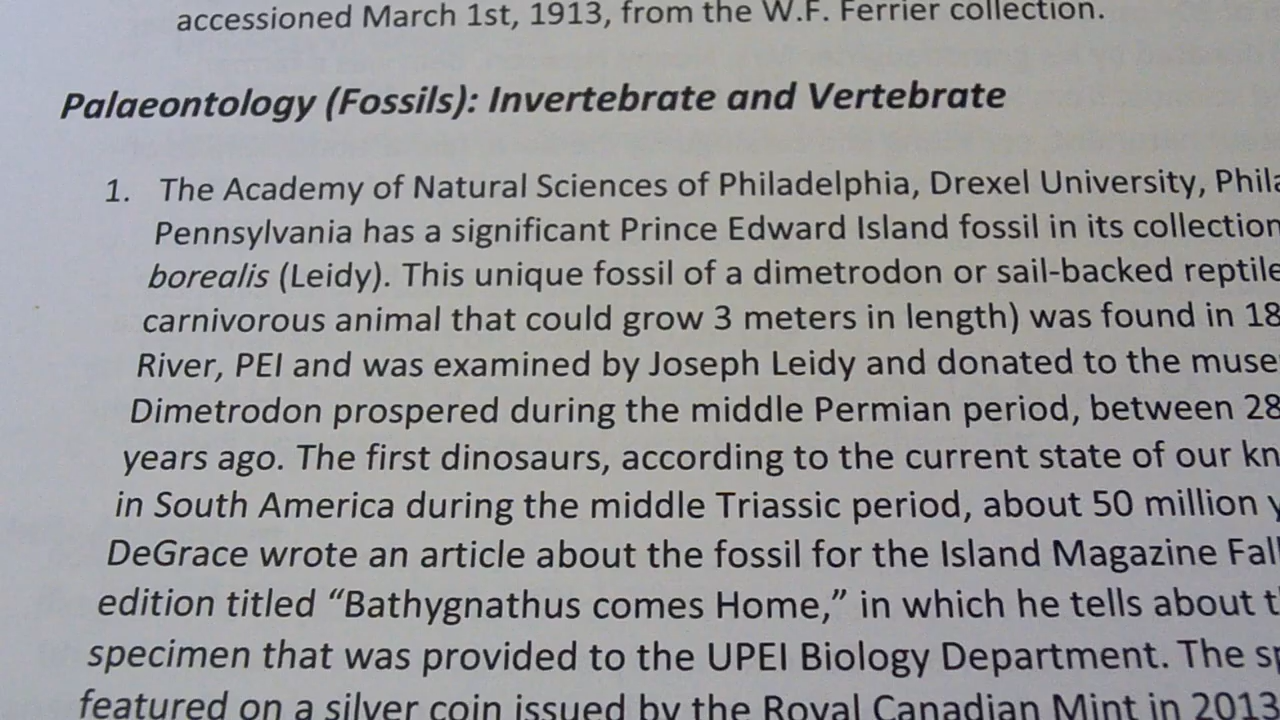 accessioned March 1st, 1913, from the W.F. Ferrier collection.
Palaeontology (Fossils): Invertebrate and Vertebrate
1. The Academy of Natural Sciences of Philadelphia, Drexel University,
Pennsylvania has a significant Prince Edward Island fossil in its collection
borealis (Leidy). This unique fossil of a dimetrodon or sail-backed reptile
carnivorous animal that could grow 3 meters in length) was found in 18
River, PEI and was examined by Joseph Leidy and donated to the
Dimetrodon prospered during the middle Permian period, between 28
years ago. The first dinosaurs, according to the current state of our
in South America during the middle Triassic period, about 50 million
DeGrace wrote an article about the fossil for the Island Magazine Fall
edition titled “Bathygnathus comes Home,” in which he tells about
specimen that was provided to the UPEI Biology Department. The
featured on a silver coin issued by the Royal Canadian Mint in 2013